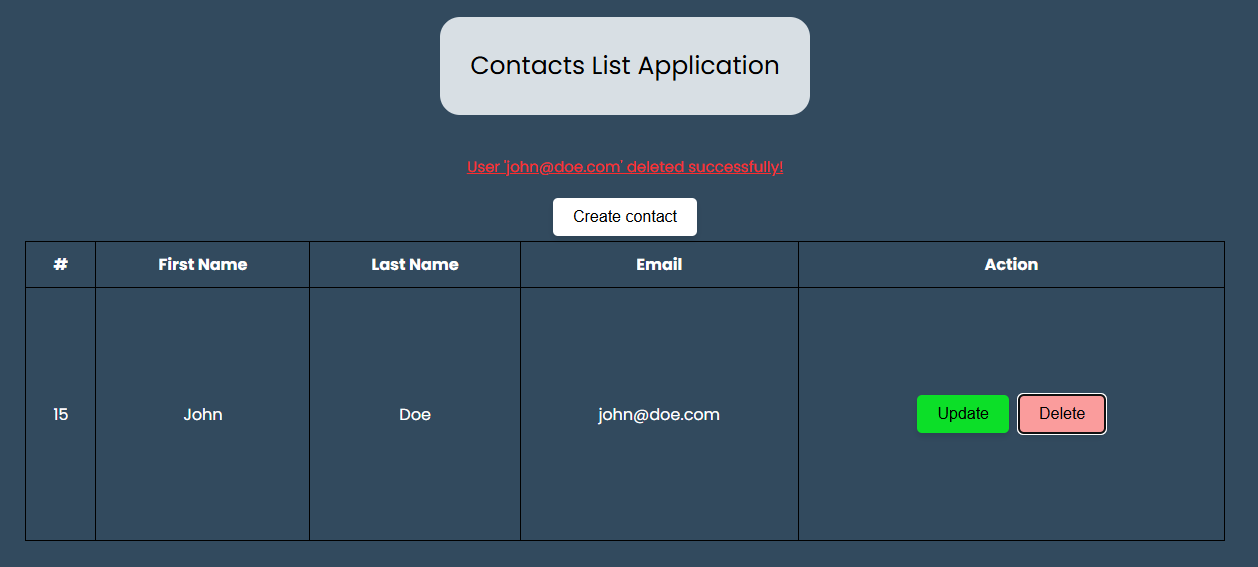 Contacts List Application
User 'john@doe.com' deleted successfully!
Create contact
# First Name Last Name Email Action
15 John Doe john@doe.com Update Delete